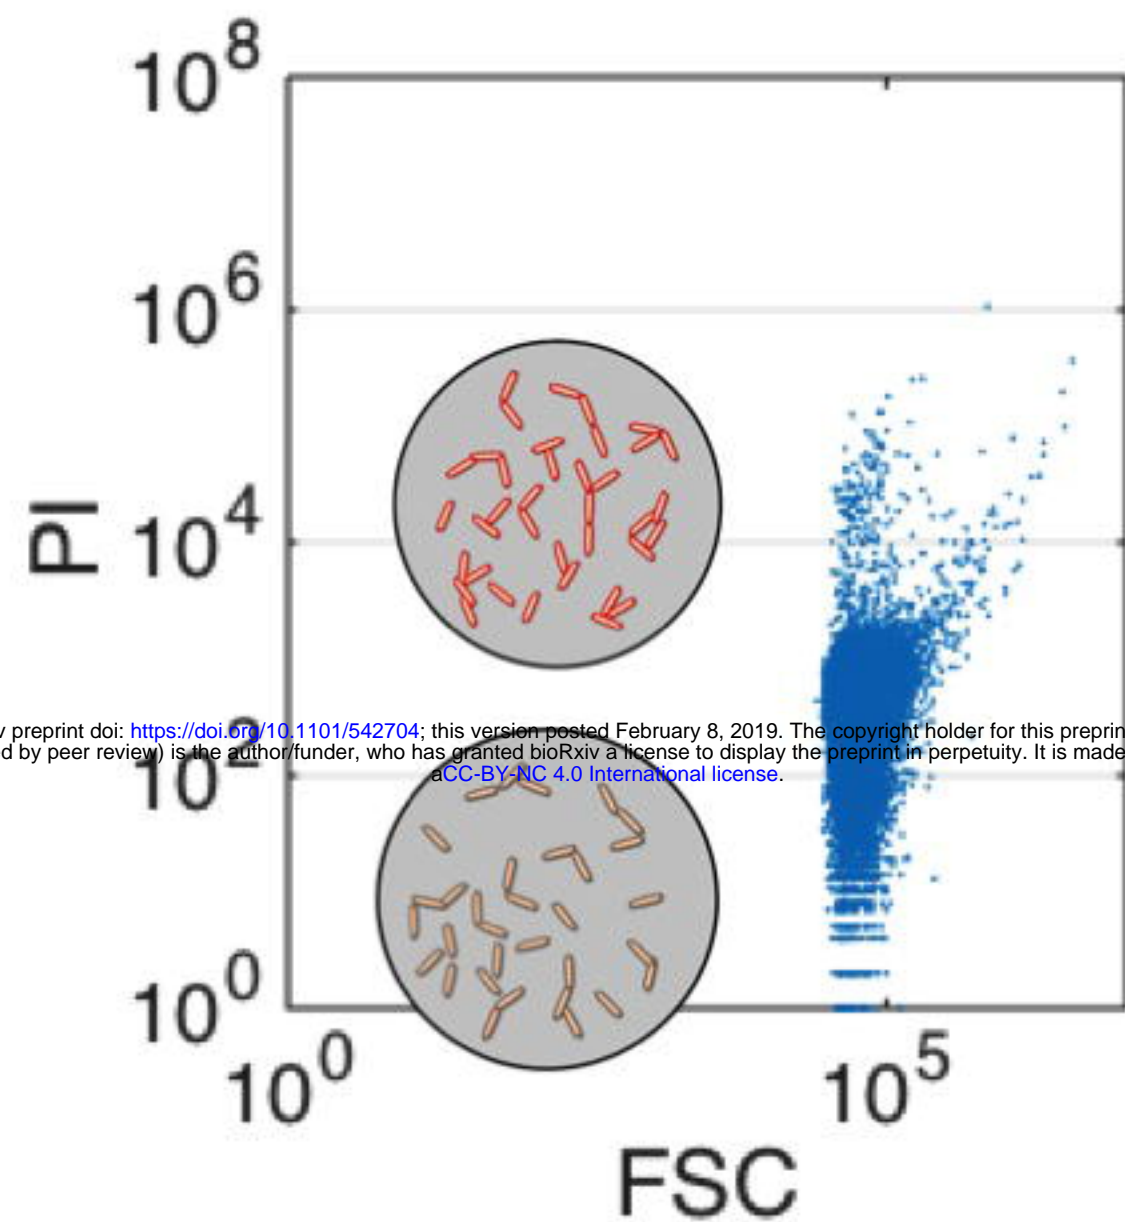 10^8
10^6
PI
10^4
v preprint doi: https://doi.org/10.1101/542704; this version posted February 8, 2019. The copyright holder for this preprin
ed by peer review) is the author/funder, who has granted bioRxiv a license to display the preprint in perpetuity. It is made
aCC-BY-NC 4.0 International license.
10^2
10^0
10^0 10^5
FSC